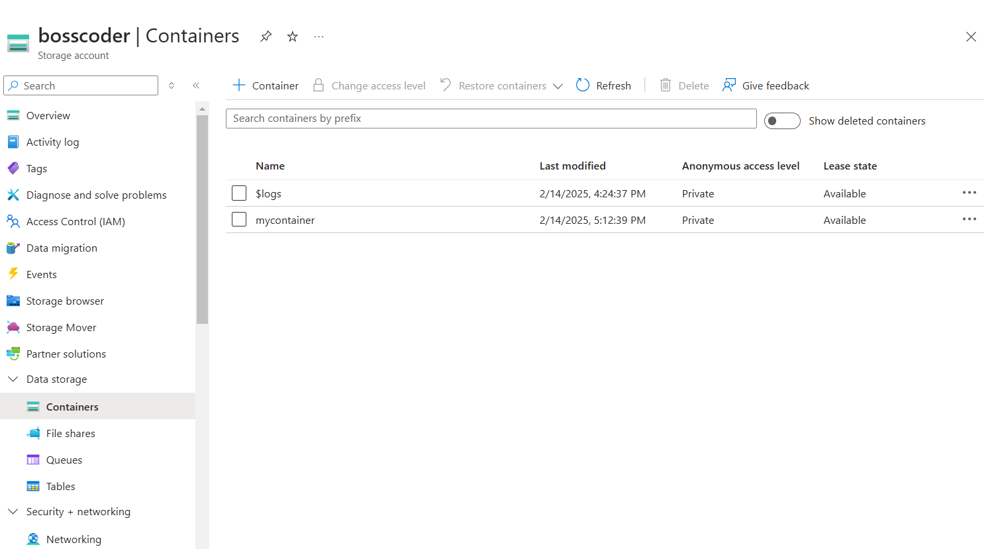 bosscoder | Containers
Storage account
Search
Container Change access level Restore containers Refresh Delete Give feedback
Search containers by prefix
Show deleted containers
Name Last modified Anonymous access level Lease state
$logs 2/14/2025, 4:24:37 PM Private Available
mycontainer 2/14/2025, 5:12:39 PM Private Available
Overview
Activity log
Tags
Diagnose and solve problems
Access Control (IAM)
Data migration
Events
Storage browser
Storage Mover
Partner solutions
Data storage
Containers
File shares
Queues
Tables
Security + networking
Networking